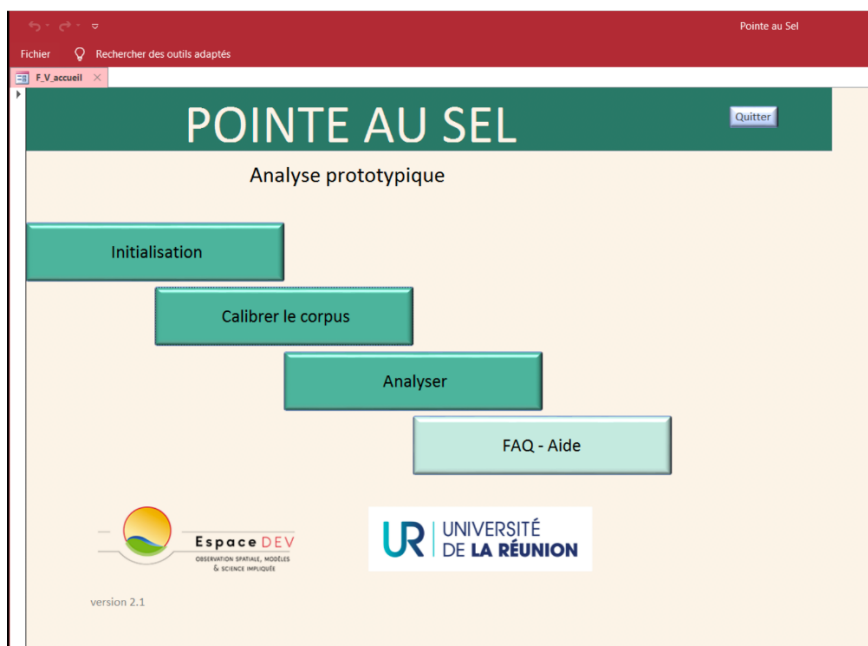 Pointe au Sel
Fichier Rechercher des outils adaptés
F_V_accueil
POINTE AU SEL
Quitter
Analyse prototypique
Initialisation
Calibrer le corpus
Analyser
FAQ - Aide
Espace DEV
OBSERVATION SPATIALE, MODÈLES
& SCIENCE IMPLIQUÉE
UR UNIVERSITÉ
DE LA RÉUNION
version 2.1